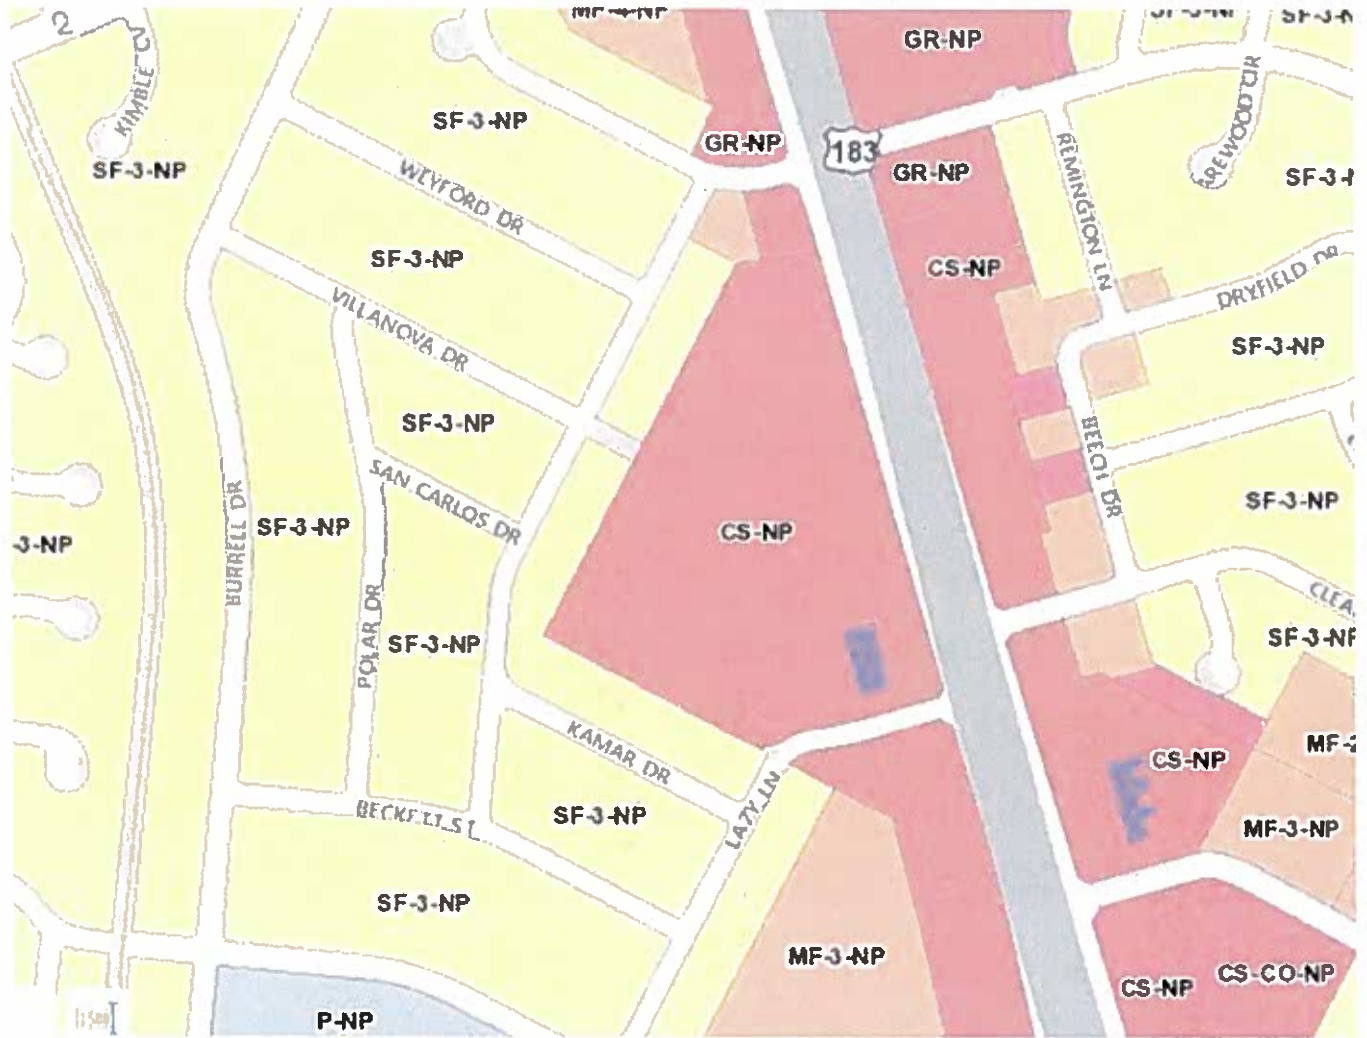 GR-NP
SF-3-NP
GR-NP
183
GR-NP
SF-3-NP
WEYFORD DR
REMINGTON LN
SF-3-NP
CS-NP
VILLANOVA DR
DRYFIELD DR
SF-3-NP
SF-3-NP
SAN CARLOS DR
SF-3-NP
BURRELL DR
SF-3-NP
CS-NP
3-NP
POLAR DR
SF-3-NP
KAMAR DR
CS-NP
LAZY LN
BECKETT ST
SF-3-NP
MF-3-NP
SF-3-NP
MF-3-NP
CS-NP
CS-CO-NP
P-NP